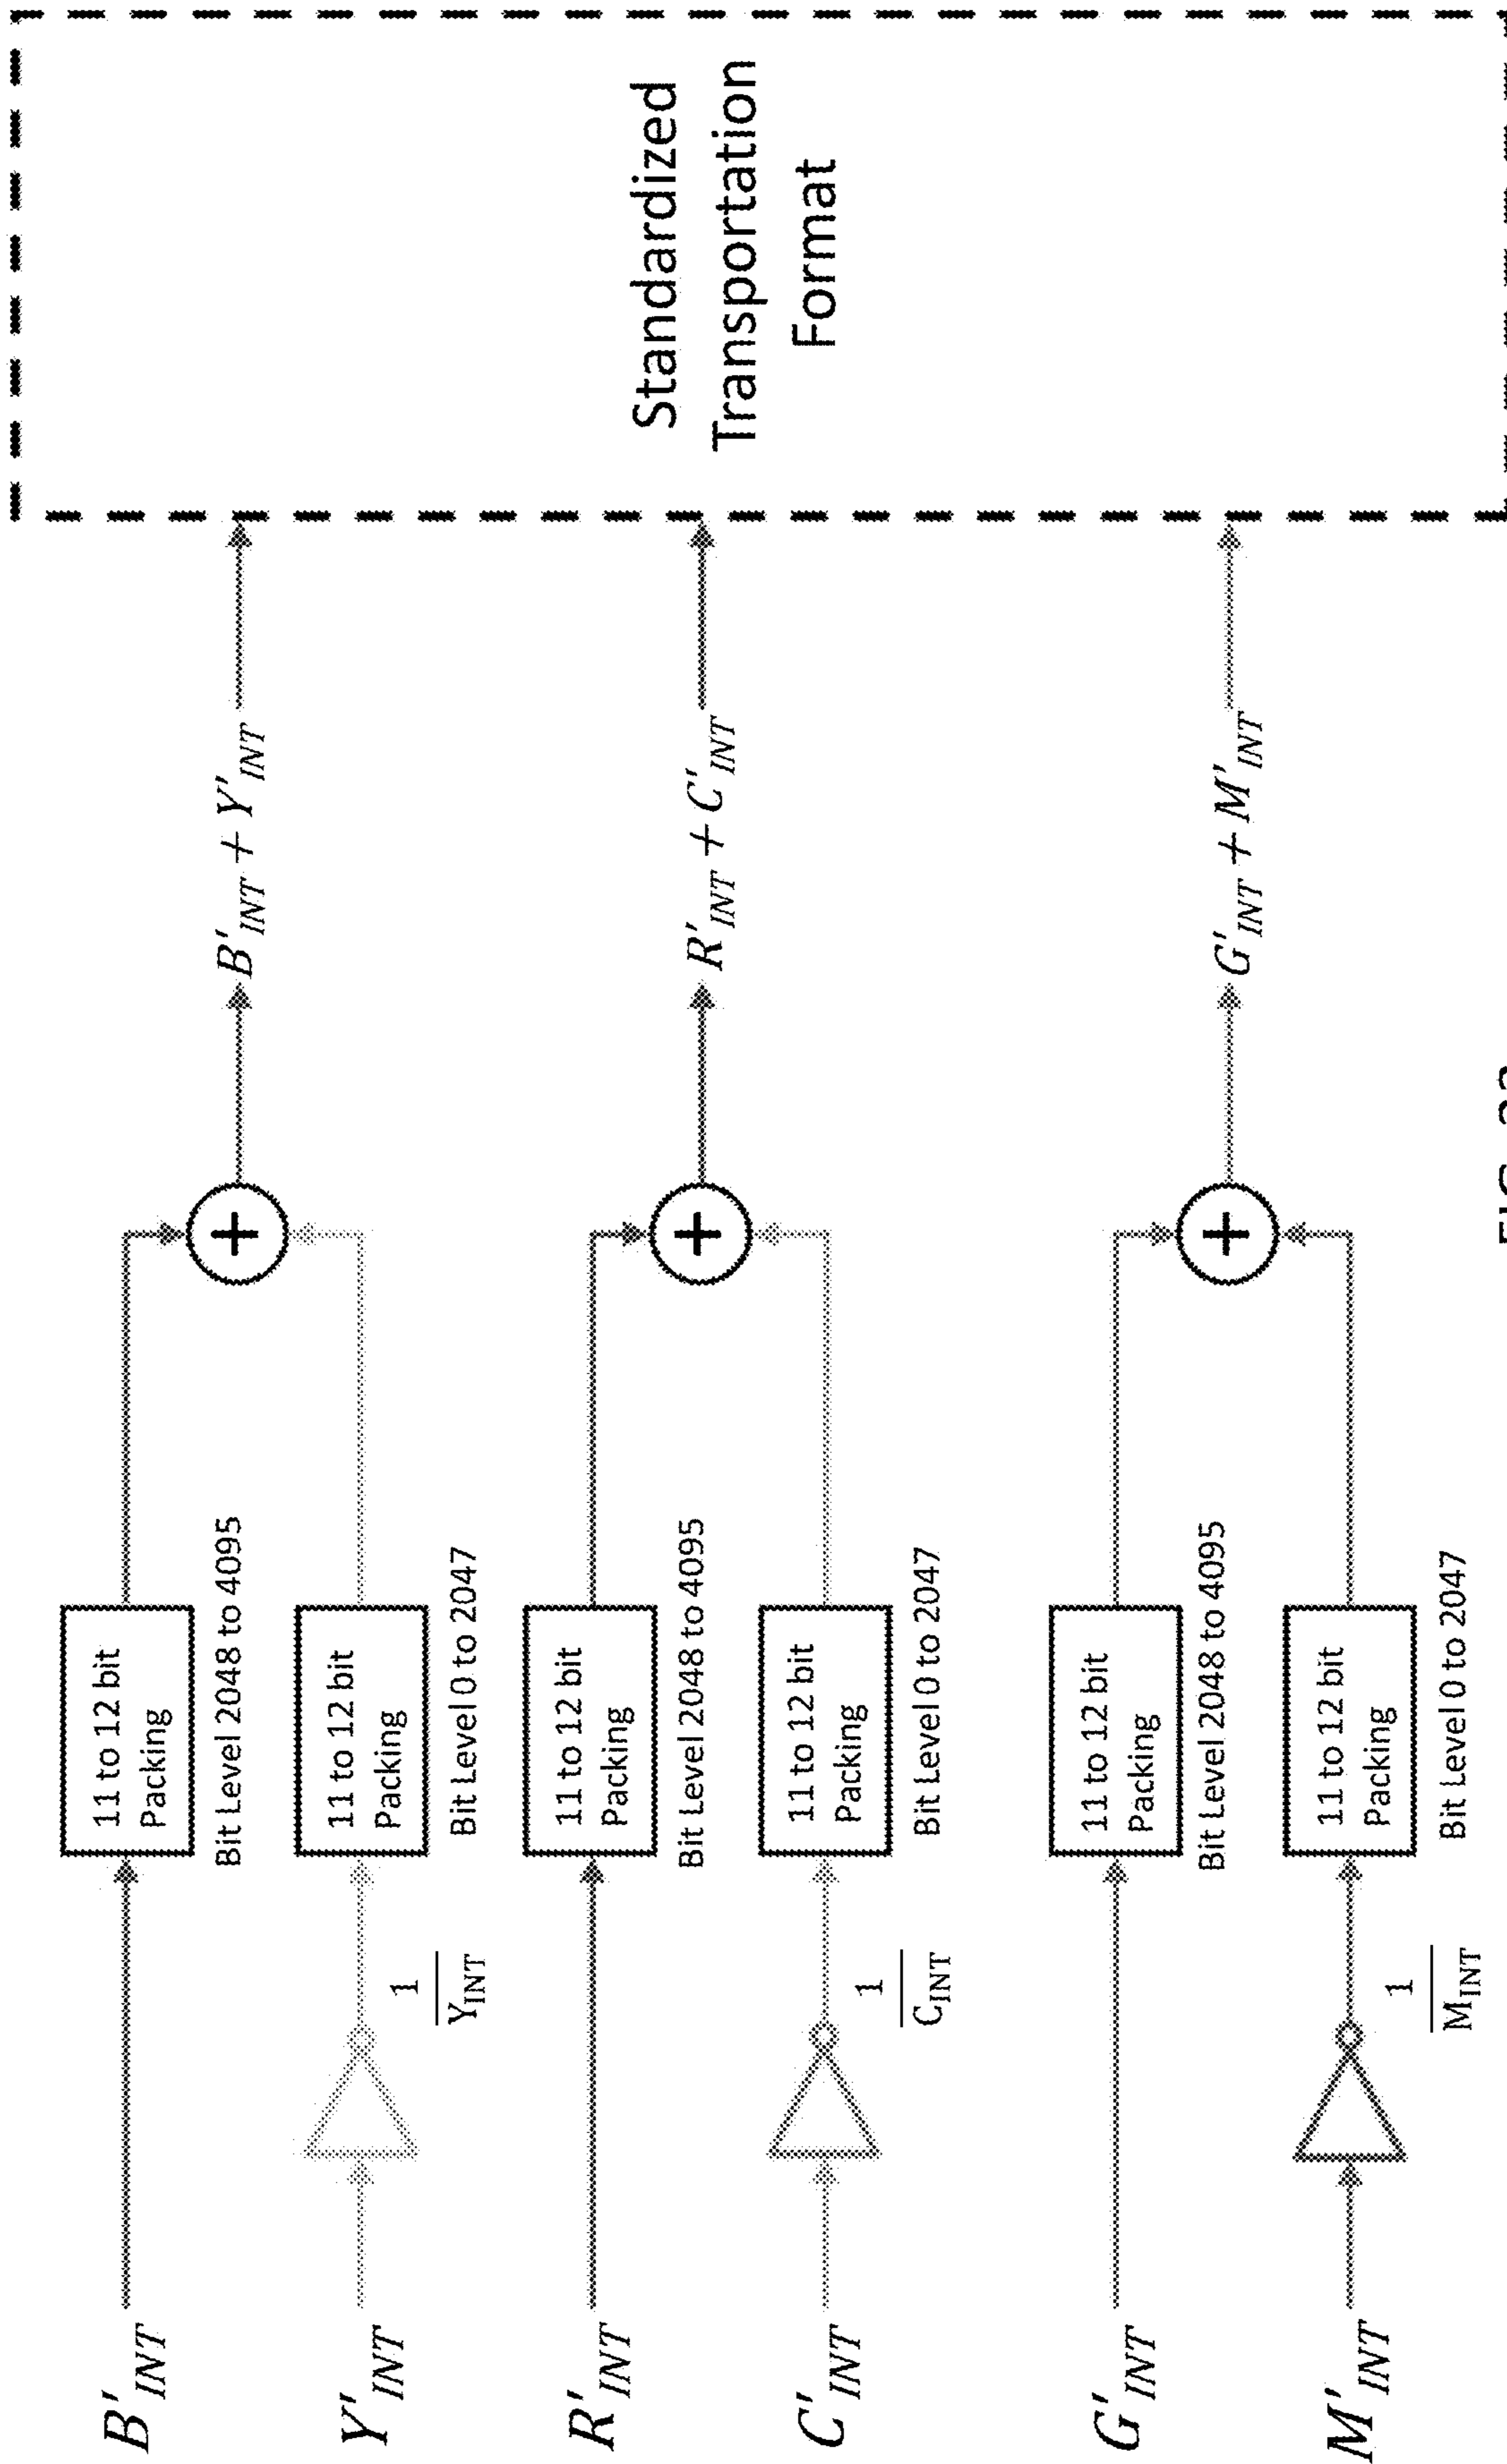 B'INT
11 to 12 bit
Packing
Bit Level 2048 to 4095
Y'INT
1
YINT
11 to 12 bit
Packing
Bit Level 0 to 2047
+
B'INT + Y'INT
R'INT
11 to 12 bit
Packing
Bit Level 2048 to 4095
C'INT
1
CINT
11 to 12 bit
Packing
Bit Level 0 to 2047
+
R'INT + C'INT
G'INT
11 to 12 bit
Packing
Bit Level 2048 to 4095
M'INT
1
MINT
11 to 12 bit
Packing
Bit Level 0 to 2047
+
G'INT + M'INT
Standardized
Transportation
Format